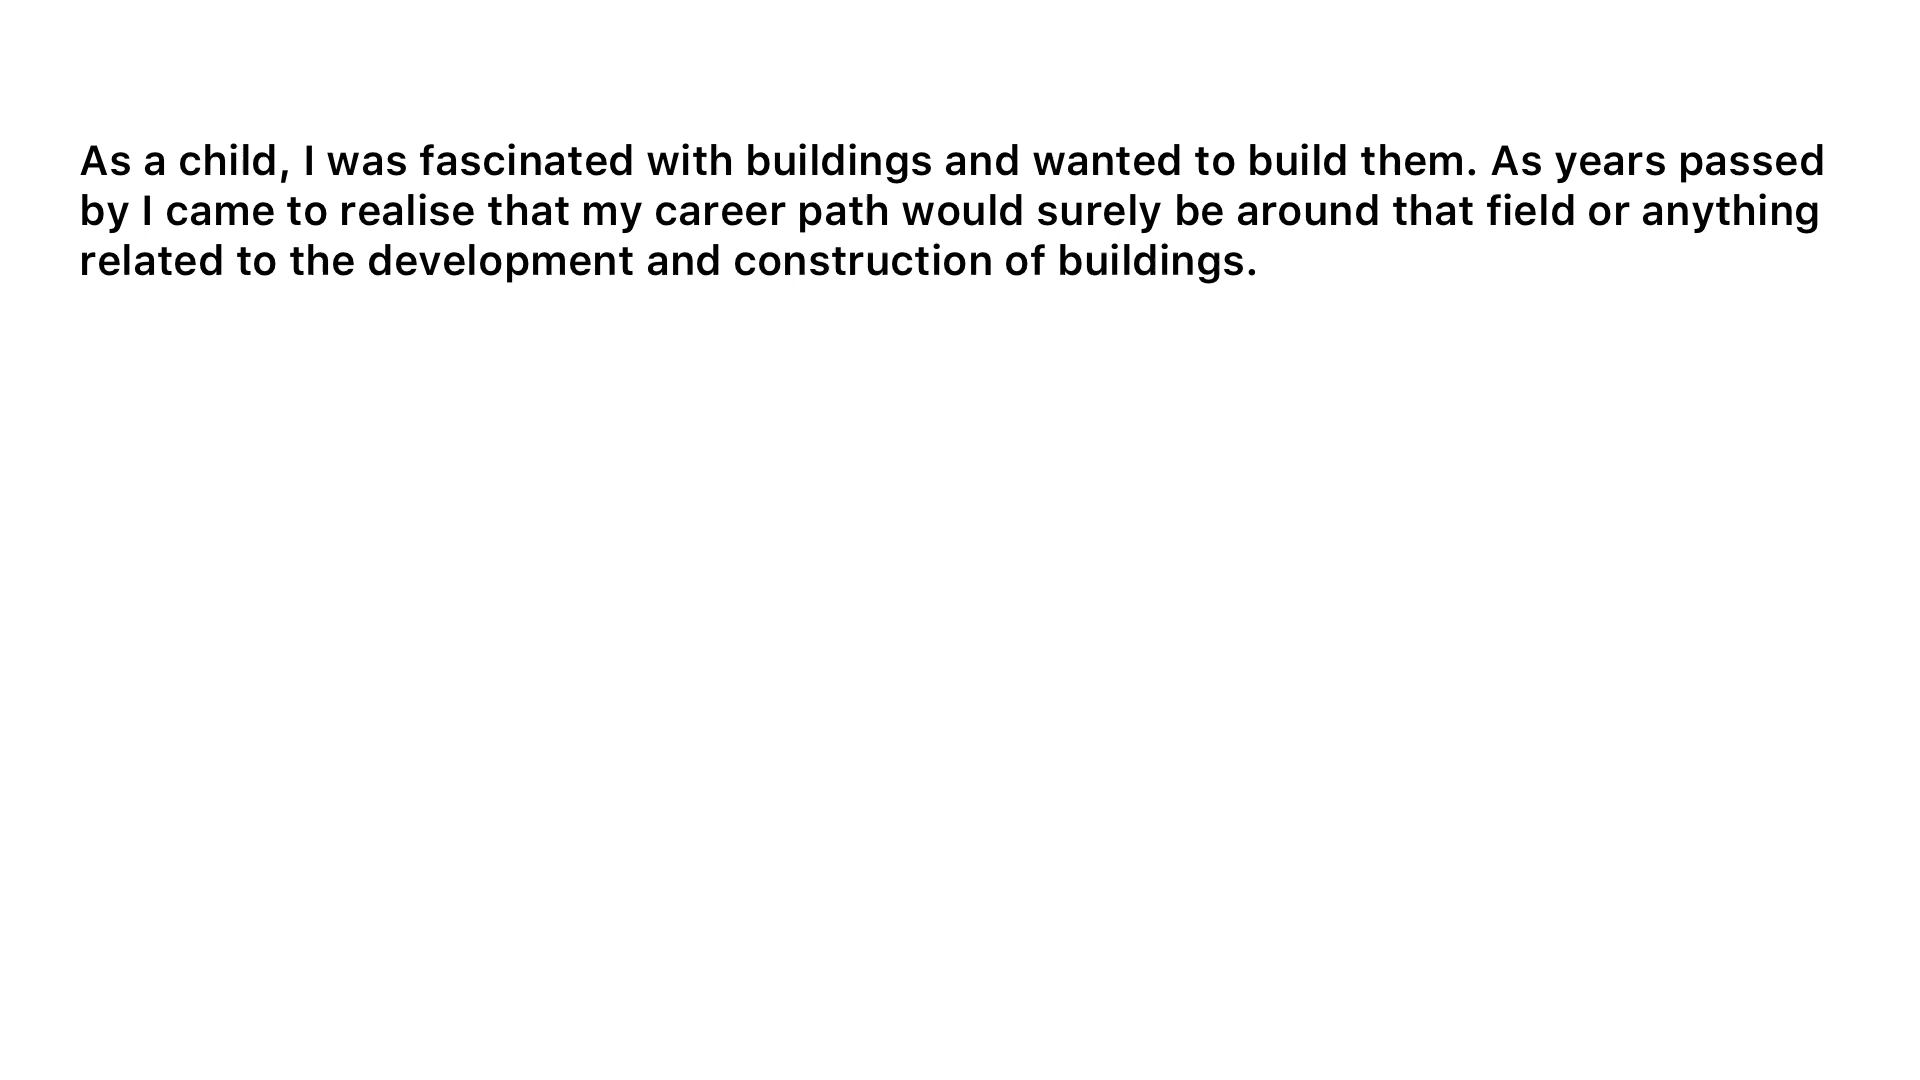 As a child, I was fascinated with buildings and wanted to build them. As years passed
by I came to realise that my career path would surely be around that field or anything
related to the development and construction of buildings.